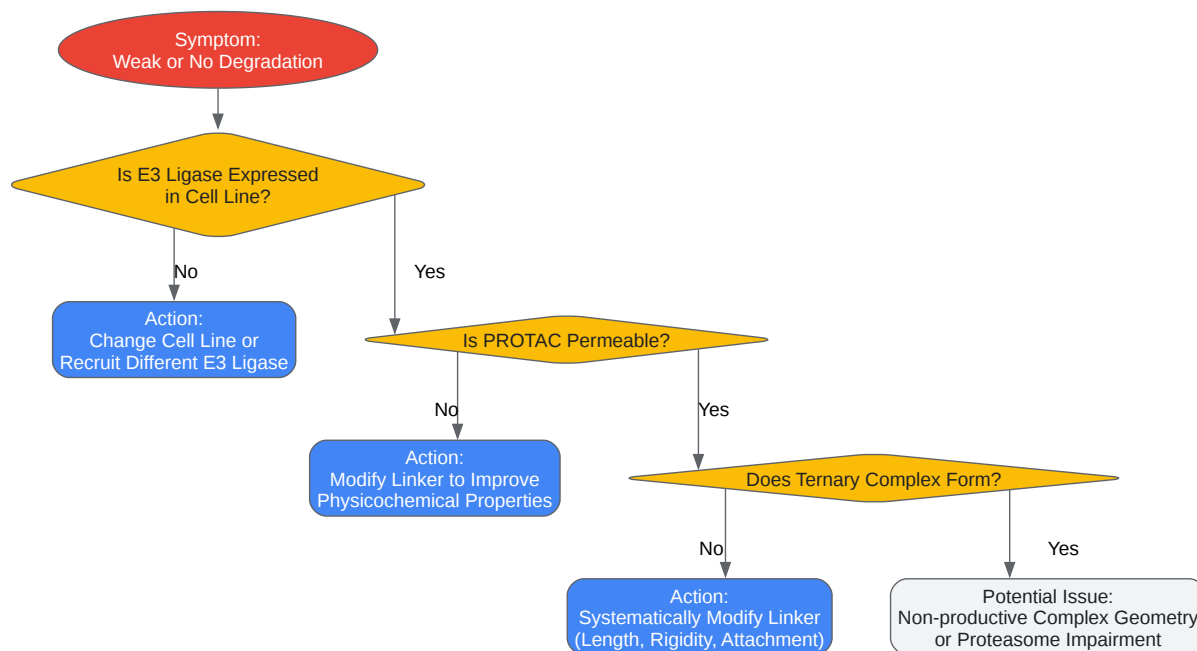 Symptom:
Weak or No Degradation
Is E3 Ligase Expressed
in Cell Line?
No
Yes
Action:
Change Cell Line or
Recruit Different E3 Ligase
Is PROTAC Permeable?
No
Yes
Action:
Modify Linker to Improve
Physicochemical Properties
Does Ternary Complex Form?
No
Yes
Action:
Systematically Modify Linker
(Length, Rigidity, Attachment)
Potential Issue:
Non-productive Complex Geometry
or Proteasome Impairment